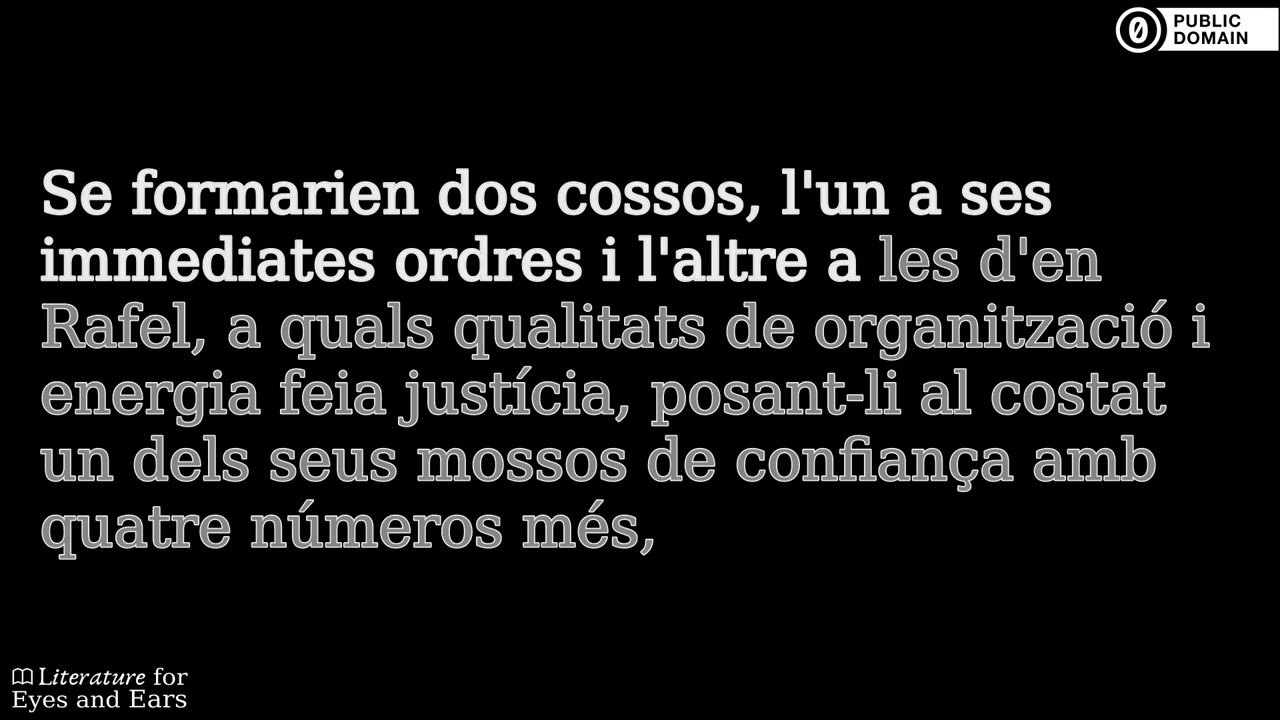 PUBLIC
DOMAIN
Se formarien dos cossos, l'un a ses
immediates ordres i l'altre a les d'en
Rafel, a quals qualitats de organització i
energia feia justícia, posant-li al costat
un dels seus mossos de confiança amb
quatre números més,
Literature for
Eyes and Ears